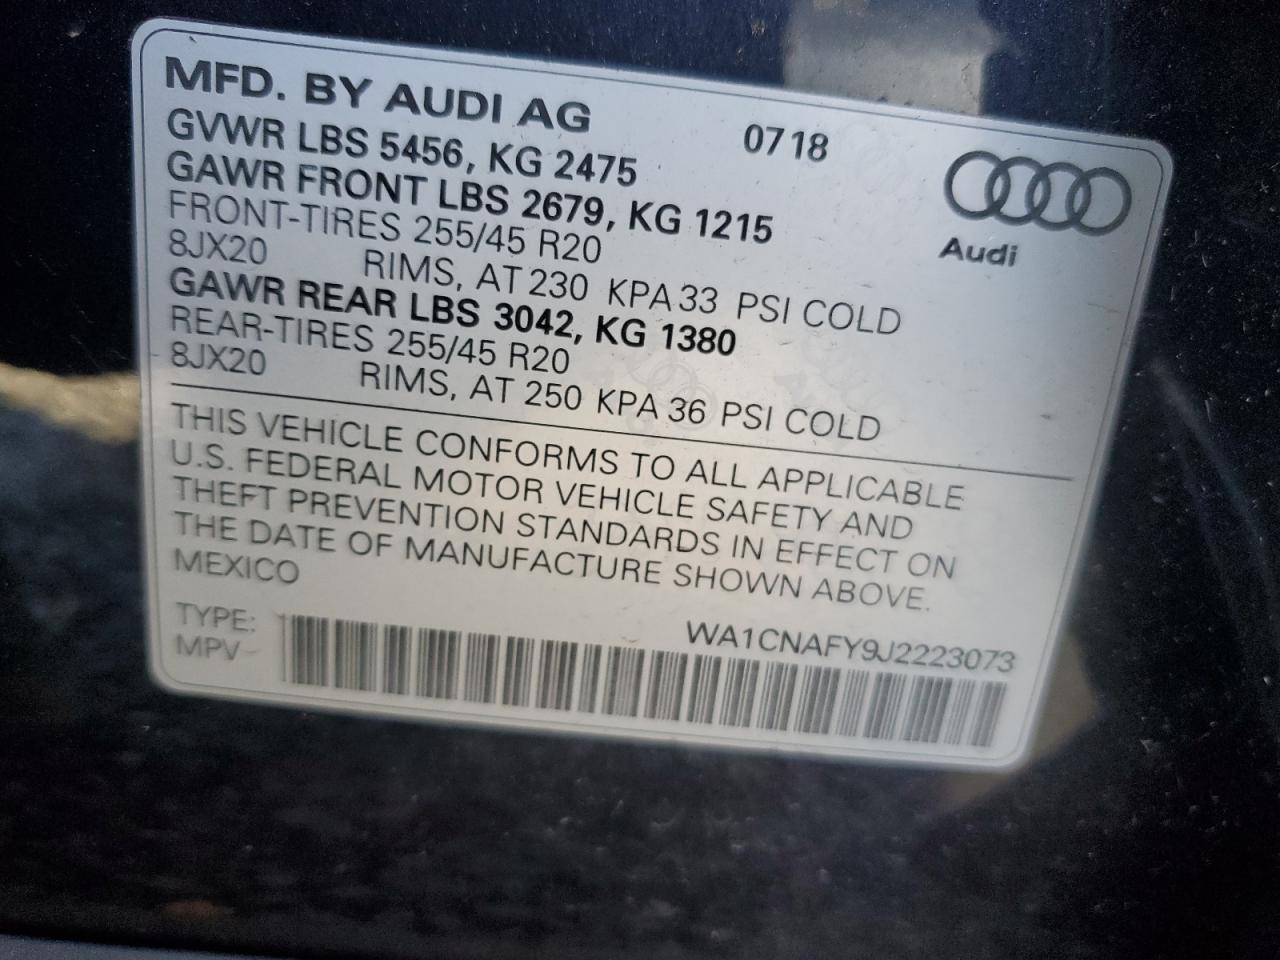 MFD. BY AUDI AG 0718
GVWR LBS 5456, KG 2475
GAWR FRONT LBS 2679, KG 1215
FRONT-TIRES 255/45 R20
8JX20 RIMS, AT 230 KPA 33 PSI COLD
GAWR REAR LBS 3042, KG 1380
REAR-TIRES 255/45 R20
8JX20 RIMS, AT 250 KPA 36 PSI COLD
Audi
THIS VEHICLE CONFORMS TO ALL APPLICABLE
U.S. FEDERAL MOTOR VEHICLE SAFETY AND
THEFT PREVENTION STANDARDS IN EFFECT ON
THE DATE OF MANUFACTURE SHOWN ABOVE.
MEXICO
TYPE: WA1CNAFY9J2223073
MPV